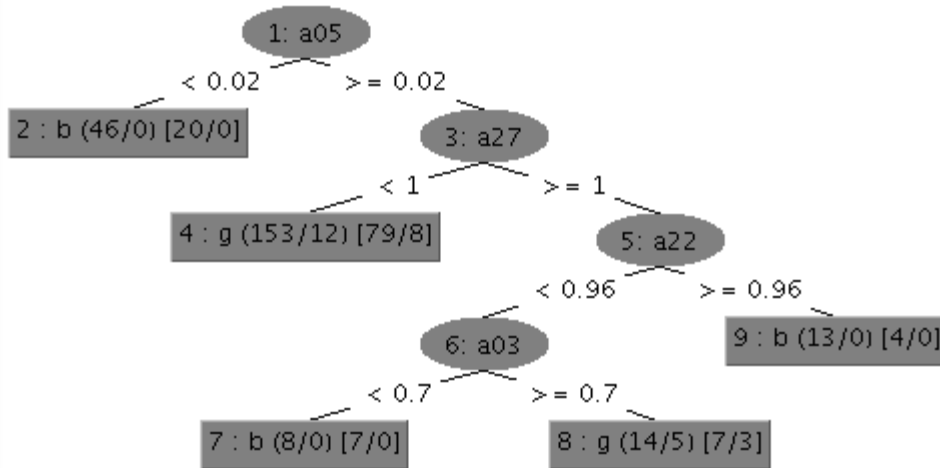 1: a05
< 0.02
>= 0.02
2 : b (46/0) [20/0]
3: a27
< 1
>= 1
4 : g (153/12) [79/8]
5: a22
< 0.96
>= 0.96
6: a03
9 : b (13/0) [4/0]
< 0.7
>= 0.7
7 : b (8/0) [7/0]
8 : g (14/5) [7/3]